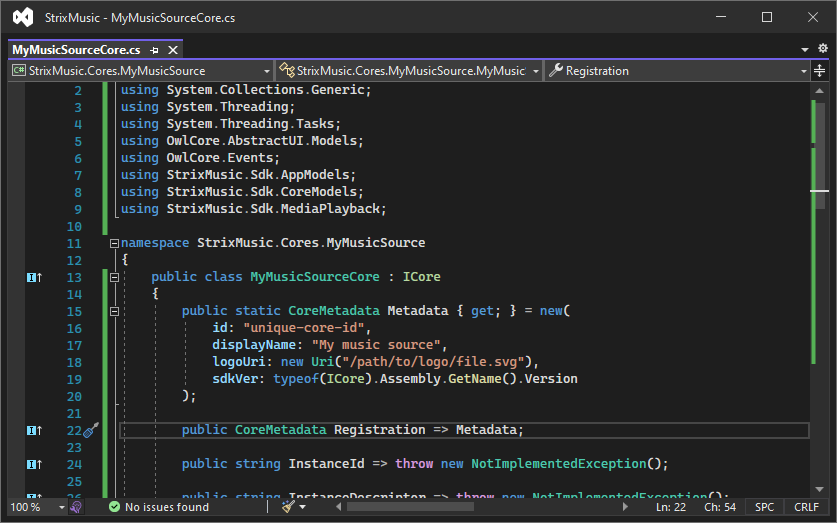 StrixMusic - MyMusicSourceCore.cs
MyMusicSourceCore.cs
C# StrixMusic.Cores.MyMusicSource
StrixMusic.Cores.MyMusicSource.MyMusic
Registration
2 using System.Collections.Generic;
3 using System.Threading;
4 using System.Threading.Tasks;
5 using OwlCore.AbstractUI.Models;
6 using OwlCore.Events;
7 using StrixMusic.Sdk.AppModels;
8 using StrixMusic.Sdk.CoreModels;
9 using StrixMusic.Sdk.MediaPlayback;
10
11 namespace StrixMusic.Cores.MyMusicSource
12 {
13 public class MyMusicSourceCore : ICore
14 {
15 public static CoreMetadata Metadata { get; } = new(
16 id: "unique-core-id",
17 displayName: "My music source",
18 logoUri: new Uri("/path/to/logo/file.svg"),
19 sdkVer: typeof(ICore).Assembly.GetName().Version
20 );
21
22 public CoreMetadata Registration => Metadata;
23
24 public string InstanceId => throw new NotImplementedException();
25
26 public string InstanceDescriptor => throw new NotImplementedException();
100 %
No issues found
Ln: 22
Ch: 54
SPC
CRLF